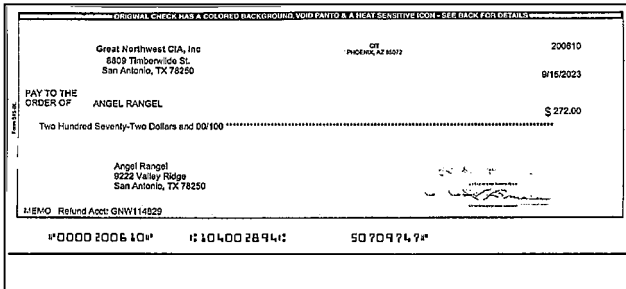 ORIGINAL CHECK HAS A COLORED BACKGROUND, VOID PANTO & A HEAT SENSITIVE ICON - SEE BACK FOR DETAILS
Great Northwest CIA, Inc
8809 Timberwilde St.
San Antonio, TX 78250
CIT
PHOENIX, AZ 85072
200610
9/15/2023
PAY TO THE
ORDER OF ANGEL RANGEL
$ 272.00
Two Hundred Seventy-Two Dollars and 00/100 ****************************************
Angel Rangel
9222 Valley Ridge
San Antonio, TX 78250
MEMO Refund Acct: GNW114829
⑈0000200610⑈ ⑆104002894⑆ 50709747⑈